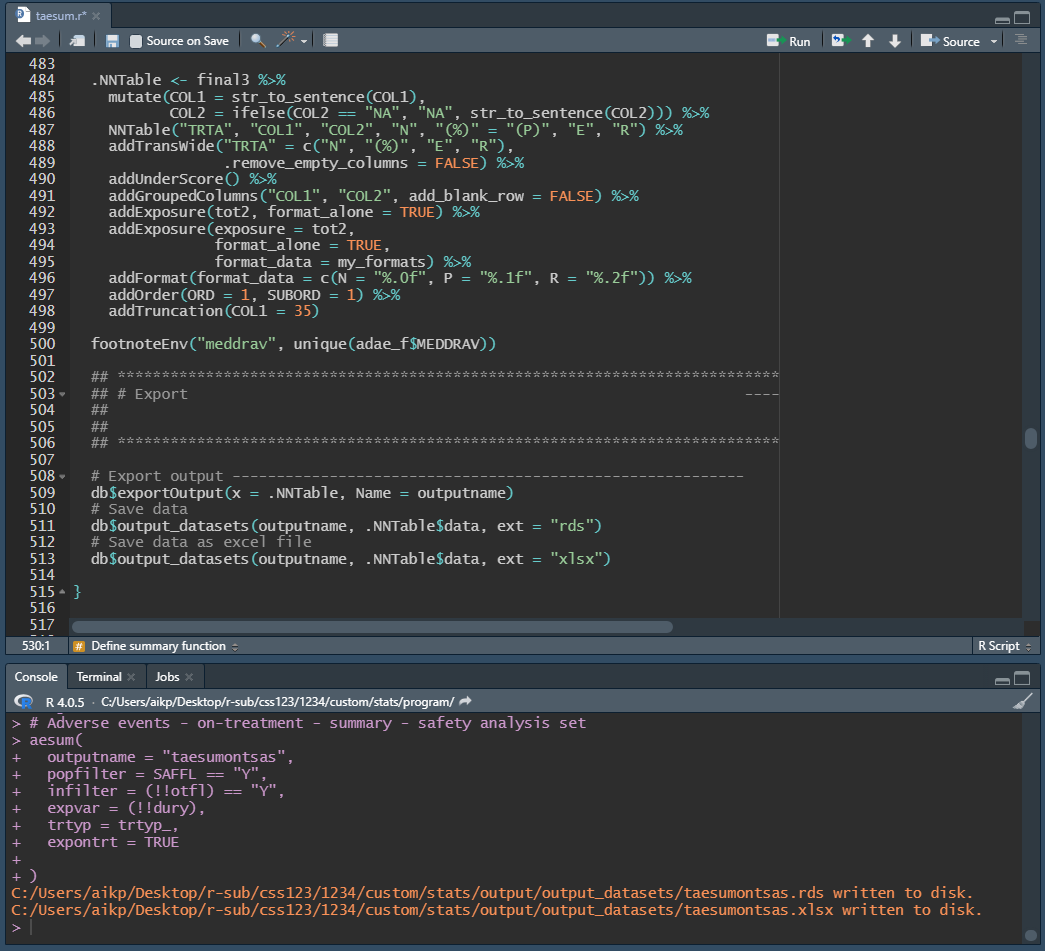 taesum.r*
Source on Save
Run
Source
483
484 .NNTable <- final3 %>%
485 mutate(COL1 = str_to_sentence(COL1),
486 COL2 = ifelse(COL2 == "NA", "NA", str_to_sentence(COL2))) %>%
487 NNTable("TRTA", "COL1", "COL2", "N", "(%)" = "(P)", "E", "R") %>%
488 addTransWide("TRTA" = c("N", "(%)", "E", "R"),
489 .remove_empty_columns = FALSE) %>%
490 addUnderScore() %>%
491 addGroupedColumns("COL1", "COL2", add_blank_row = FALSE) %>%
492 addExposure(tot2, format_alone = TRUE) %>%
493 addExposure(exposure = tot2,
494 format_alone = TRUE,
495 format_data = my_formats) %>%
496 addFormat(format_data = c(N = "%.0f", P = "%.1f", R = "%.2f")) %>%
497 addOrder(ORD = 1, SUBORD = 1) %>%
498 addTruncation(COL1 = 35)
499
500 footnoteEnv("meddrav", unique(adae_f$MEDDRAV))
501
502 ## ***************************************************************************
503 ## # Export ----
504 ##
505 ##
506 ## ***************************************************************************
507
508 # Export output ----------------------------------------------------------
509 db$exportOutput(x = .NNTable, Name = outputname)
510 # Save data
511 db$output_datasets(outputname, .NNTable$data, ext = "rds")
512 # Save data as excel file
513 db$output_datasets(outputname, .NNTable$data, ext = "xlsx")
514
515 }
516
517
530:1 # Define summary function R Script
Console Terminal Jobs
R 4.0.5 · C:/Users/aikp/Desktop/r-sub/css123/1234/custom/stats/program/
> # Adverse events - on-treatment - summary - safety analysis set
> aesum(
+ outputname = "taesumontsas",
+ popfilter = SAFFL == "Y",
+ infilter = (!!otfl) == "Y",
+ expvar = (!!dury),
+ trtyp = trtyp_,
+ expontrt = TRUE
+
+ )
C:/Users/aikp/Desktop/r-sub/css123/1234/custom/stats/output/output_datasets/taesumontsas.rds written to disk.
C:/Users/aikp/Desktop/r-sub/css123/1234/custom/stats/output/output_datasets/taesumontsas.xlsx written to disk.
>